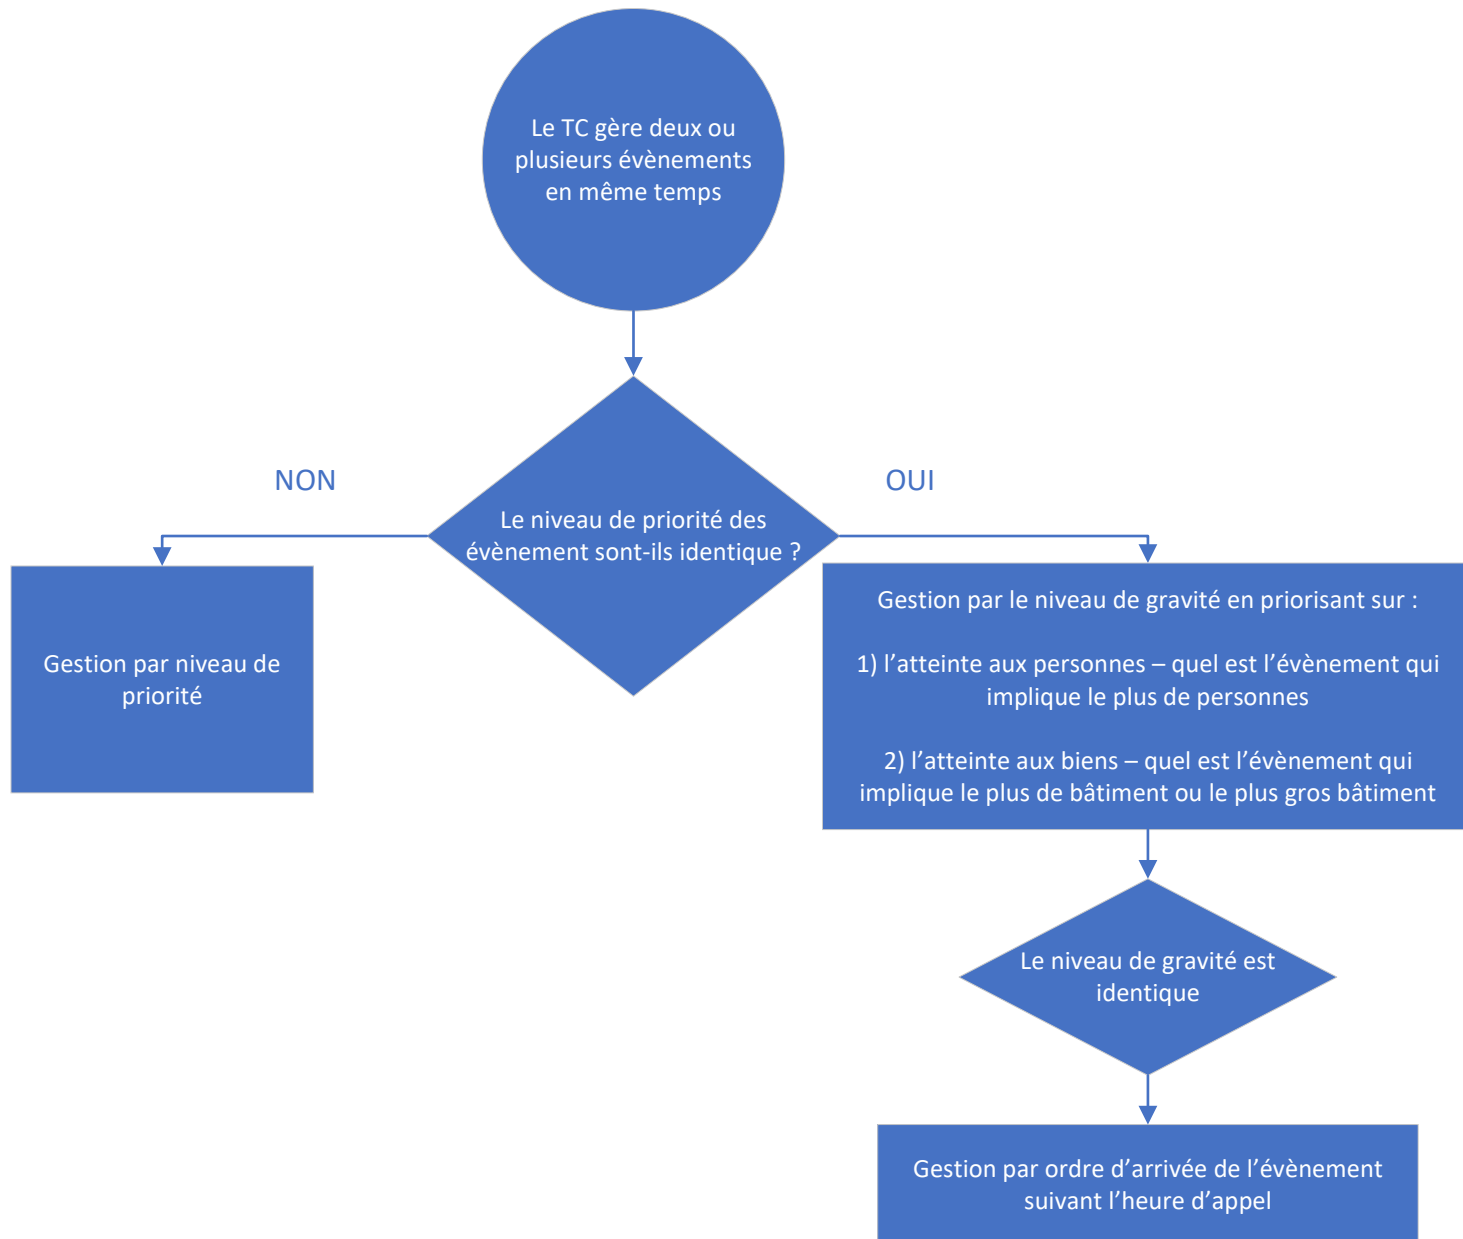 Le TC gère deux ou
plusieurs évènements
en même temps
NON
OUI
Le niveau de priorité des
évènement sont-ils identique ?
Gestion par niveau de
priorité
Gestion par le niveau de gravité en priorisant sur :
1) l’atteinte aux personnes – quel est l’évènement qui
implique le plus de personnes
2) l’atteinte aux biens – quel est l’évènement qui
implique le plus de bâtiment ou le plus gros bâtiment
Le niveau de gravité est
identique
Gestion par ordre d’arrivée de l’évènement
suivant l’heure d’appel